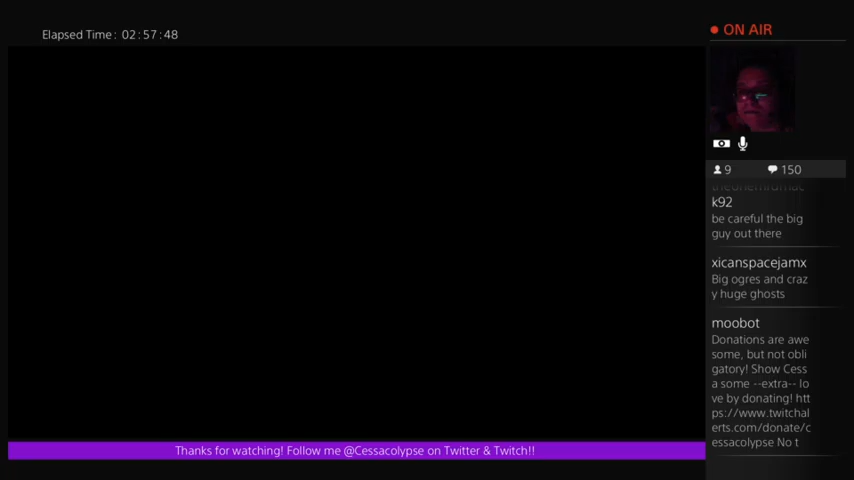 Elapsed Time: 02:57:48
ON AIR
9
150
k92
be careful the big
guy out there
xicanspacejamx
Big ogres and craz
y huge ghosts
moobot
Donations are awe
some, but not obli
gatory! Show Cess
a some --extra-- lo
ve by donating! htt
ps://www.twitchal
erts.com/donate/c
essacolypse No t
Thanks for watching! Follow me @Cessacolypse on Twitter & Twitch!!